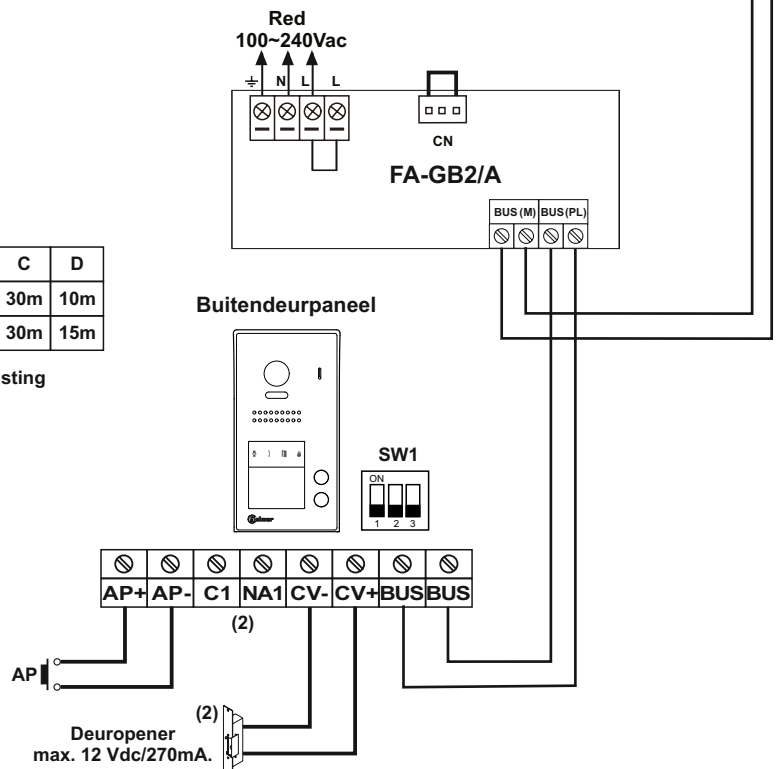 Red
100~240Vac
N L L
CN
FA-GB2/A
BUS (M) BUS (PL)
C D
30m 10m
30m 15m
sting
Buitendeurpaneel
SW1
ON
1 2 3
AP+ AP- C1 NA1 CV- CV+ BUS BUS
(2)
AP
(2)
Deuropener
max. 12 Vdc/270mA.